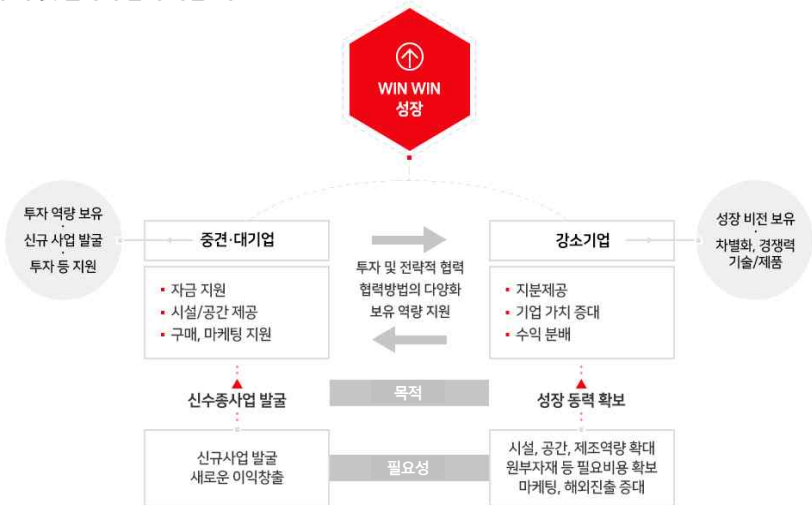 WIN WIN
성장
투자 역량 보유
신규 사업 발굴
투자 등 지원
중견·대기업
자금 지원
시설/공간 제공
구매, 마케팅 지원
투자 및 전략적 협력
협력방법의 다양화
보유 역량 지원
강소기업
지분제공
기업 가치 증대
수익 분배
성장 비전 보유
차별화, 경쟁력
기술/제품
신수종사업 발굴
목적
성장 동력 확보
신규사업 발굴
새로운 이익창출
필요성
시설, 공간, 제조역량 확대
원부자재 등 필요비용 확보
마케팅, 해외진출 증대